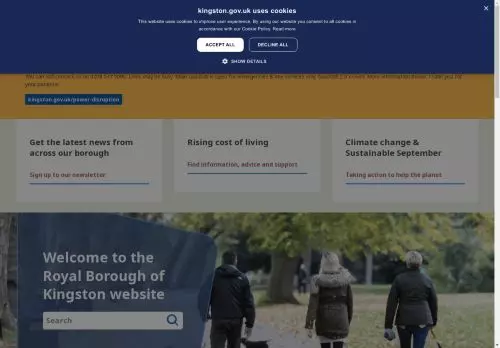 kingston.gov.uk uses cookies
This website uses cookies to improve user experience. By using our website you consent to all cookies in
accordance with our Cookie Policy. Read more
ACCEPT ALL
DECLINE ALL
SHOW DETAILS
your patience.
kingston.gov.uk/power-disruption
Get the latest news from
across our borough
Sign up to our newsletter
Rising cost of living
Find information, advice and support
Climate change &
Sustainable September
Taking action to help the planet
Welcome to the
Royal Borough of
Kingston website
Search